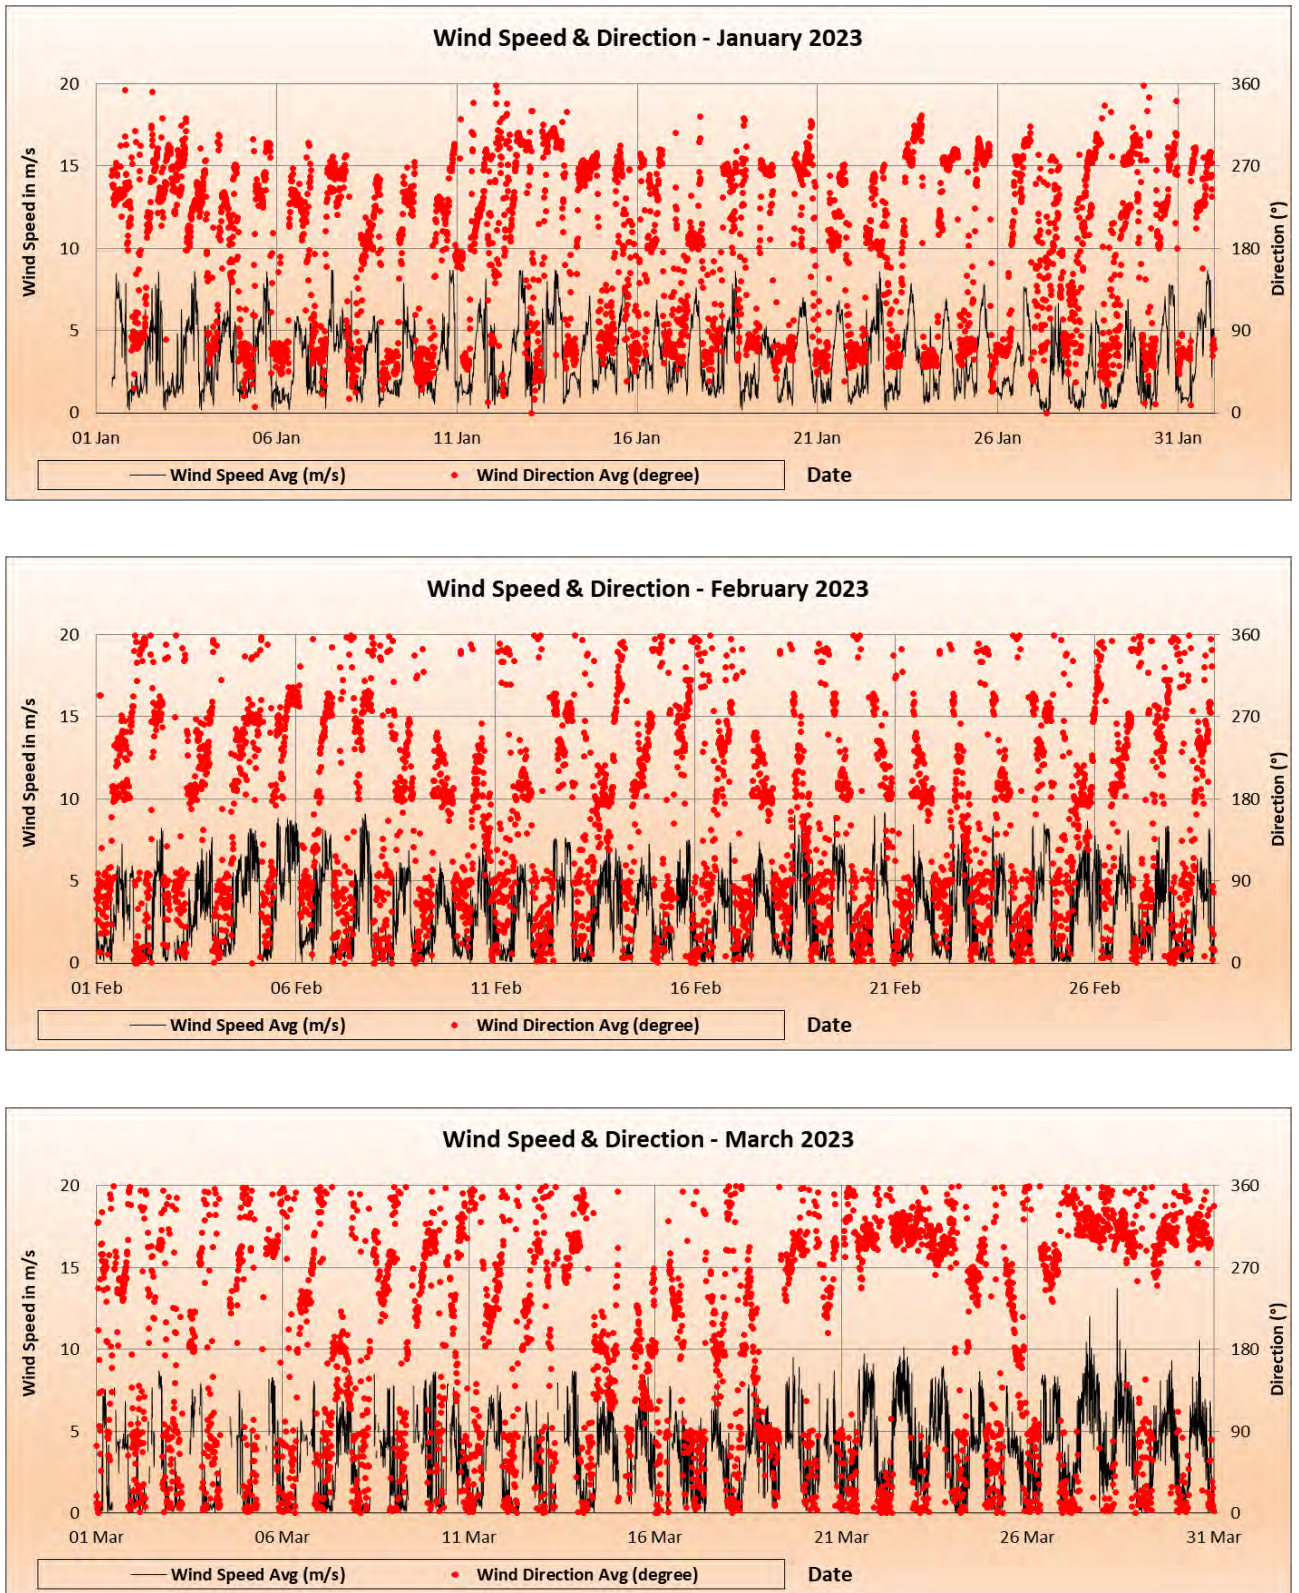 Wind Speed & Direction - January 2023
Wind Speed in m/s
20
15
10
5
0
360
270
180
90
0
Direction (°)
01 Jan 06 Jan 11 Jan 16 Jan 21 Jan 26 Jan 31 Jan
Wind Speed Avg (m/s) Wind Direction Avg (degree) Date
Wind Speed & Direction - February 2023
Wind Speed in m/s
20
15
10
5
0
360
270
180
90
0
Direction (°)
01 Feb 06 Feb 11 Feb 16 Feb 21 Feb 26 Feb
Wind Speed Avg (m/s) Wind Direction Avg (degree) Date
Wind Speed & Direction - March 2023
Wind Speed in m/s
20
15
10
5
0
360
270
180
90
0
Direction (°)
01 Mar 06 Mar 11 Mar 16 Mar 21 Mar 26 Mar 31 Mar
Wind Speed Avg (m/s) Wind Direction Avg (degree) Date